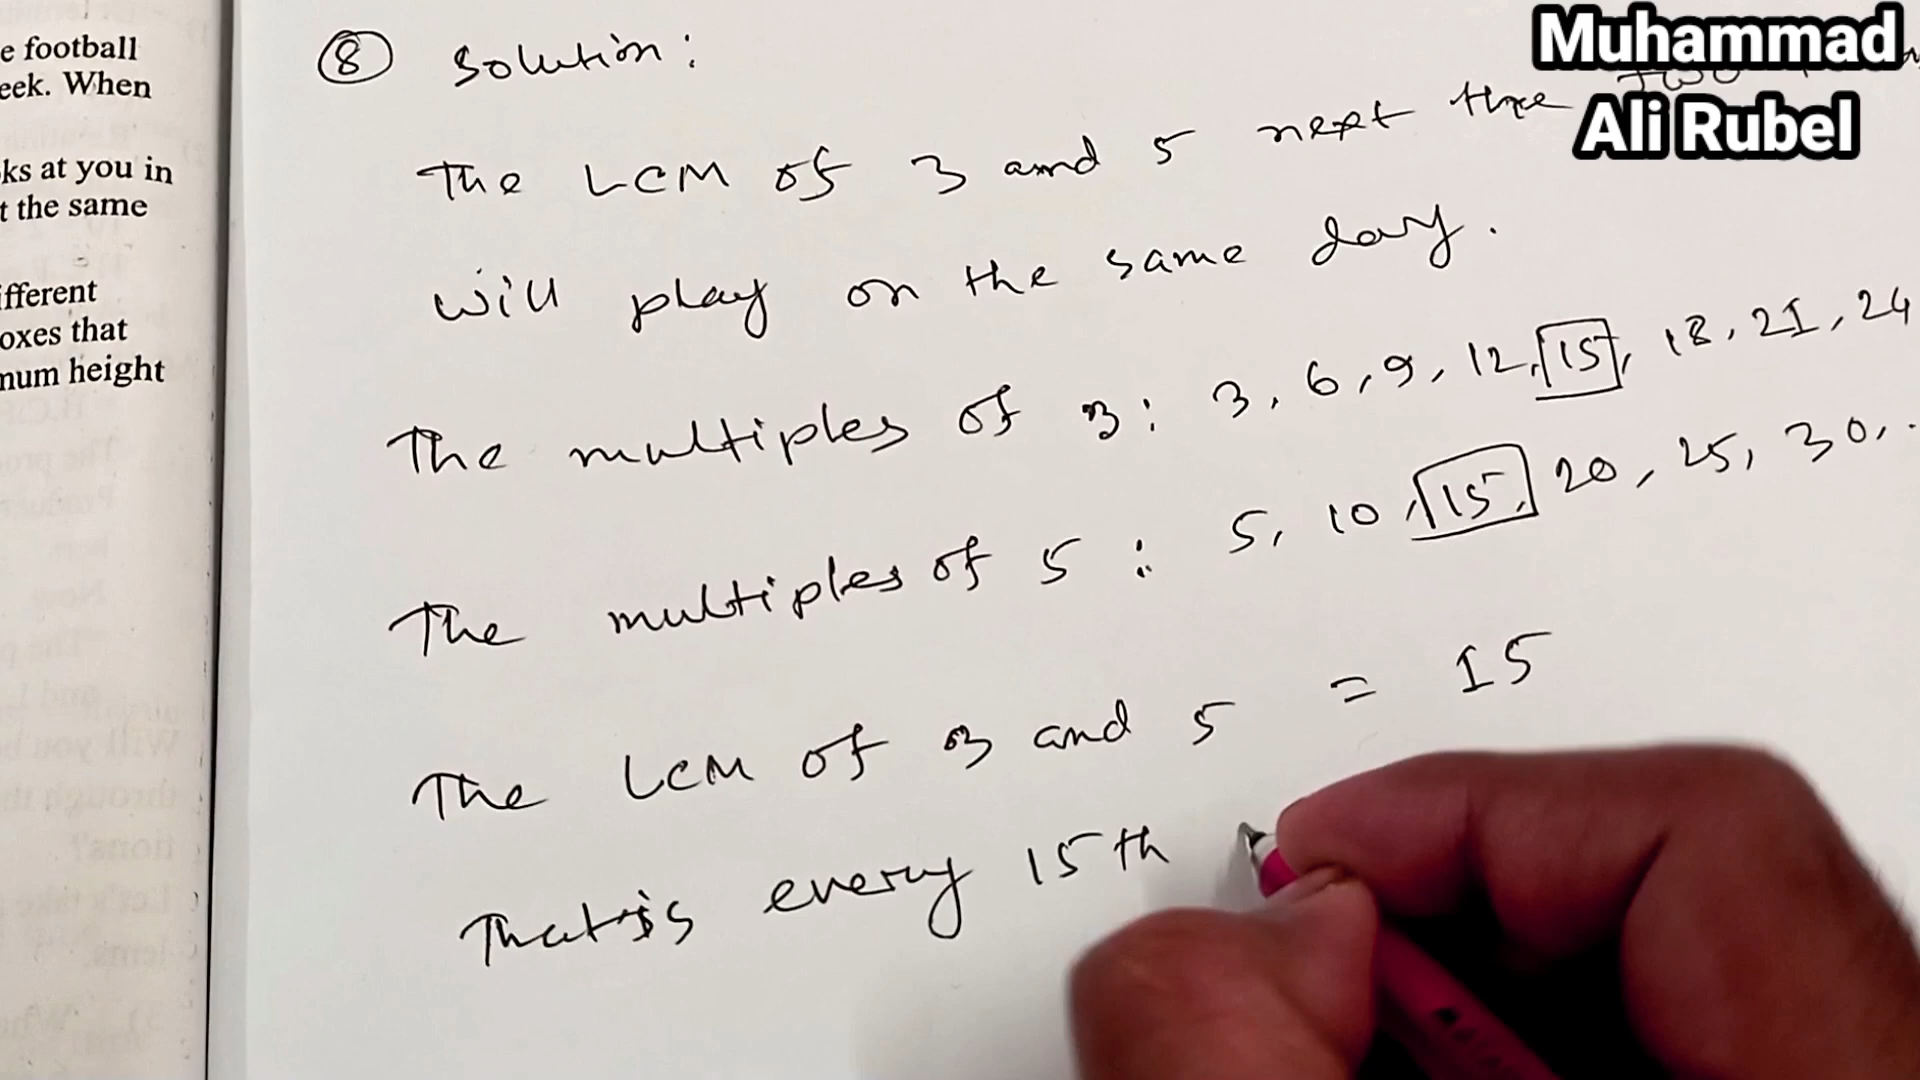 e football
eek. When
ks at you in
t the same
ifferent
oxes that
num height
Muhammad
Ali Rubel
8 Solution:
The LCM of 3 and 5 next the two
will play on the same day.
The multiples of 3: 3, 6, 9, 12, 15, 18, 21, 24
The multiples of 5: 5, 10, 15, 20, 25, 30, .
The LCM of 3 and 5 = 15
That is every 15th